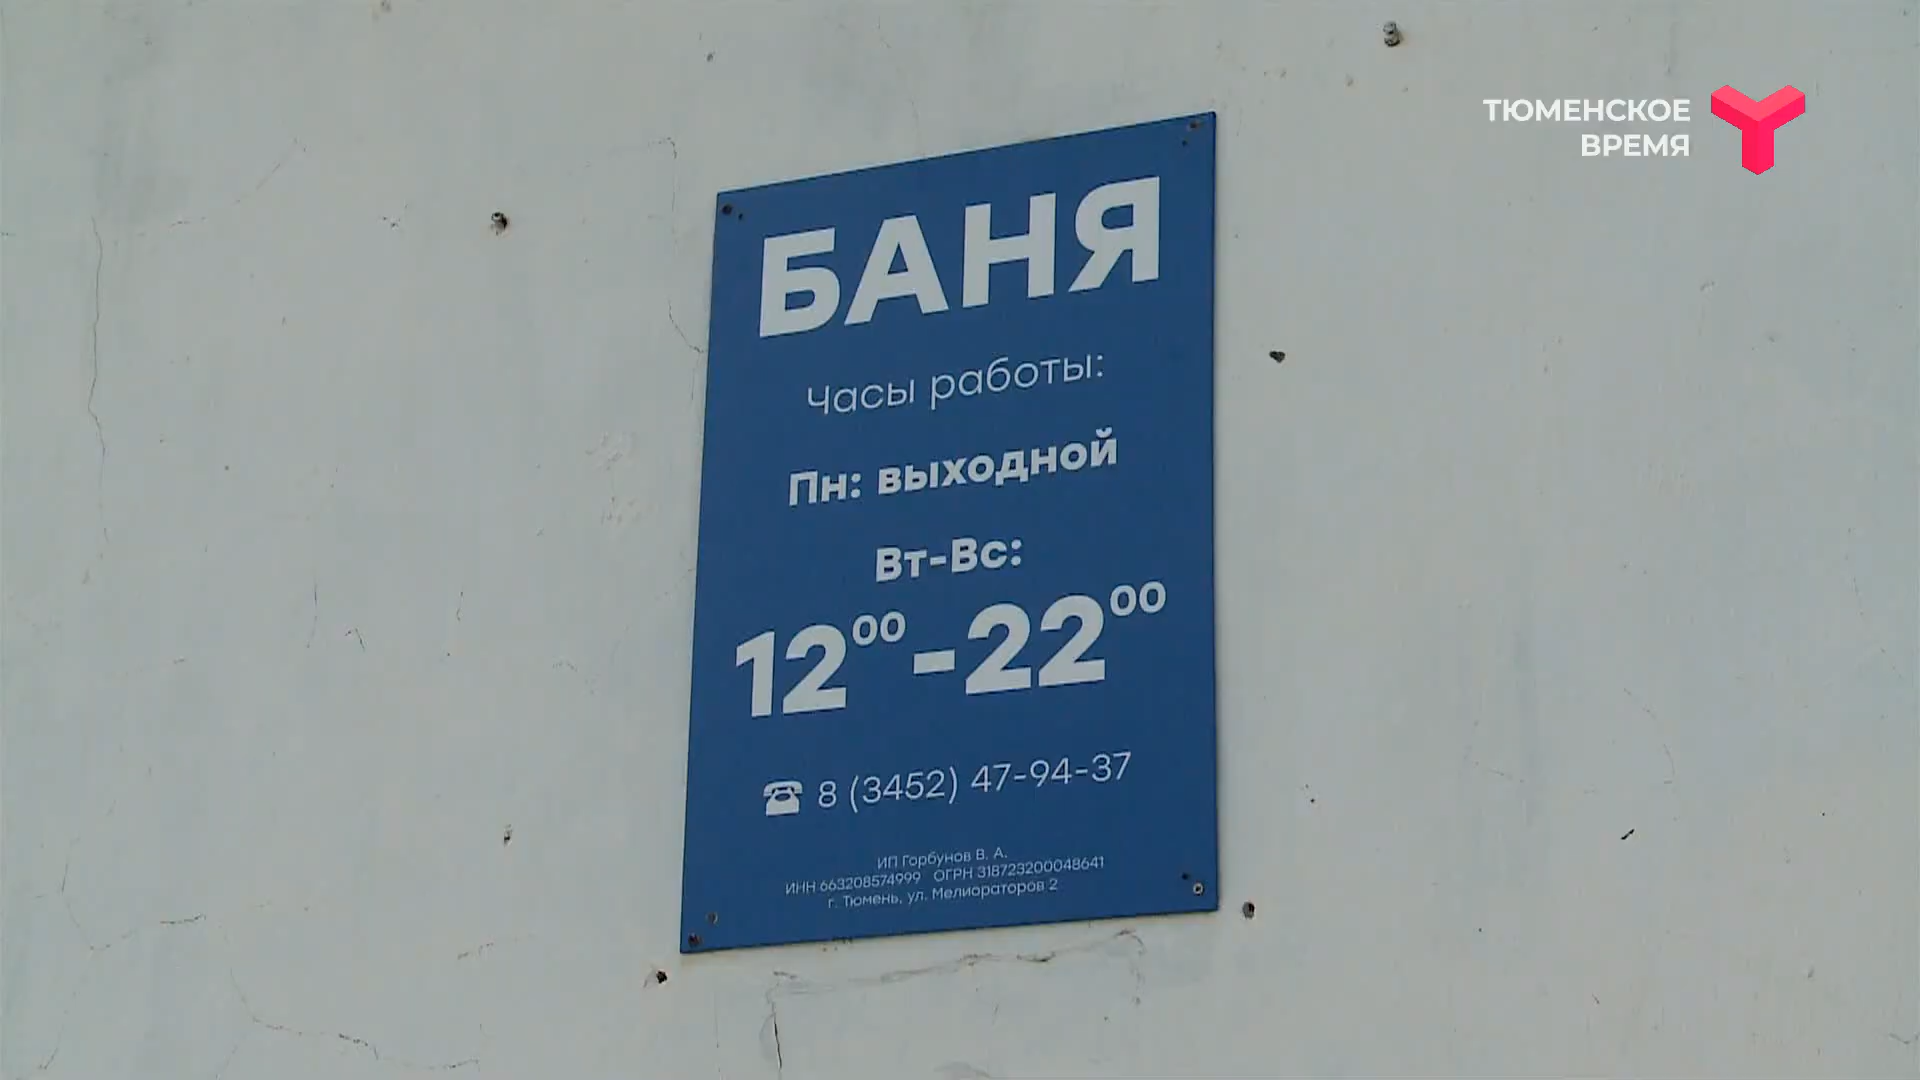 ТЮМЕНСКОЕ
ВРЕМЯ
БАНЯ
Часы работы:
Пн: выходной
Вт-Вс:
12⁰⁰-22⁰⁰
☎ 8 (3452) 47-94-37
ИП Горбунов В. А.
ИНН 663208574999 ОГРН 318723200048641
г. Тюмень, ул. Мелиораторов 2